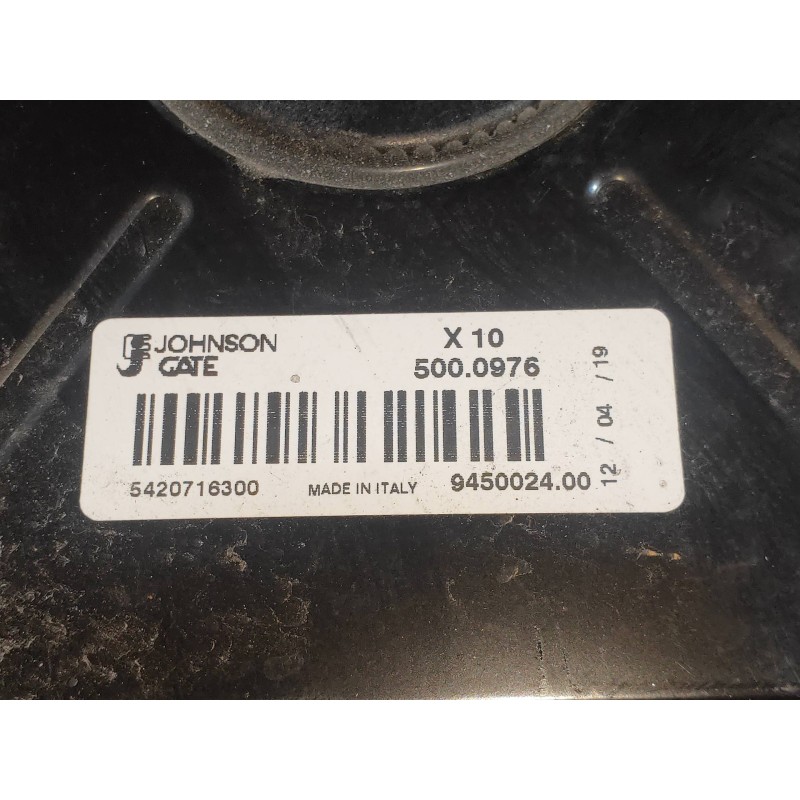 JOHNSON
GATE
X 10
500.0976
5420716300
MADE IN ITALY
9450024.00
12 / 04 / 19